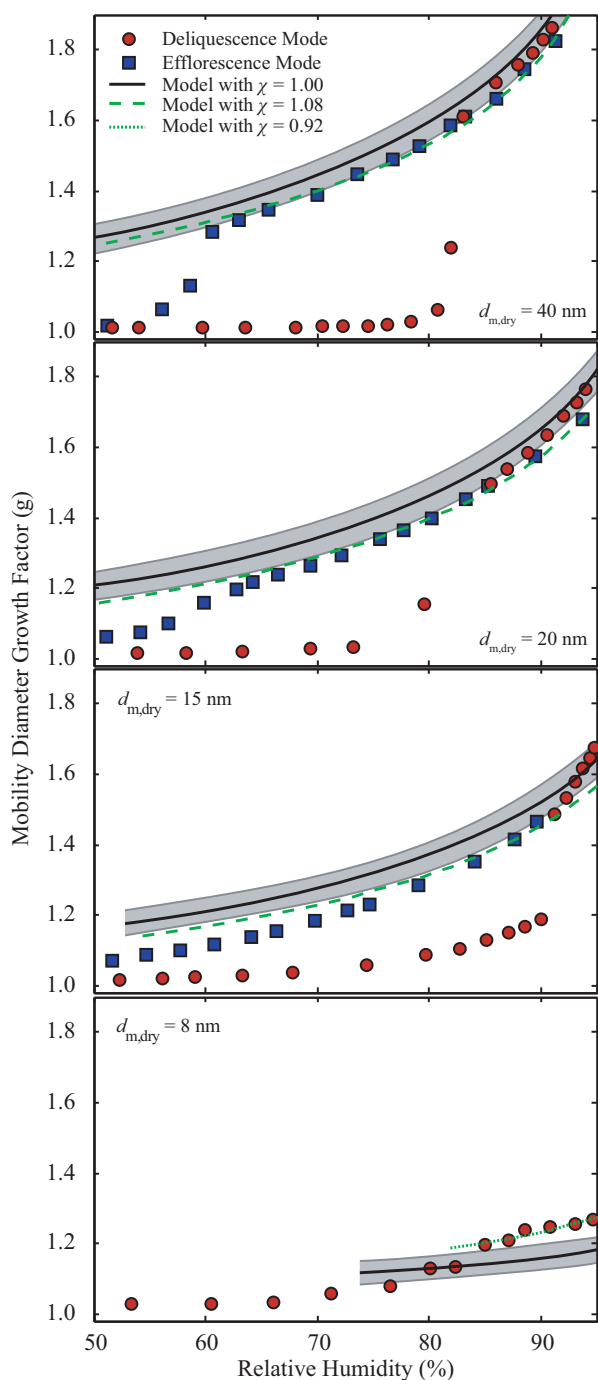 Deliquescence Mode
Efflorescence Mode
Model with χ = 1.00
Model with χ = 1.08
Model with χ = 0.92
1.8
1.6
1.4
1.2
1.0
d_m,dry = 40 nm
1.8
1.6
1.4
1.2
1.0
d_m,dry = 20 nm
Mobility Diameter Growth Factor (g)
d_m,dry = 15 nm
1.8
1.6
1.4
1.2
1.0
d_m,dry = 8 nm
1.8
1.6
1.4
1.2
1.0
50 60 70 80 90
Relative Humidity (%)